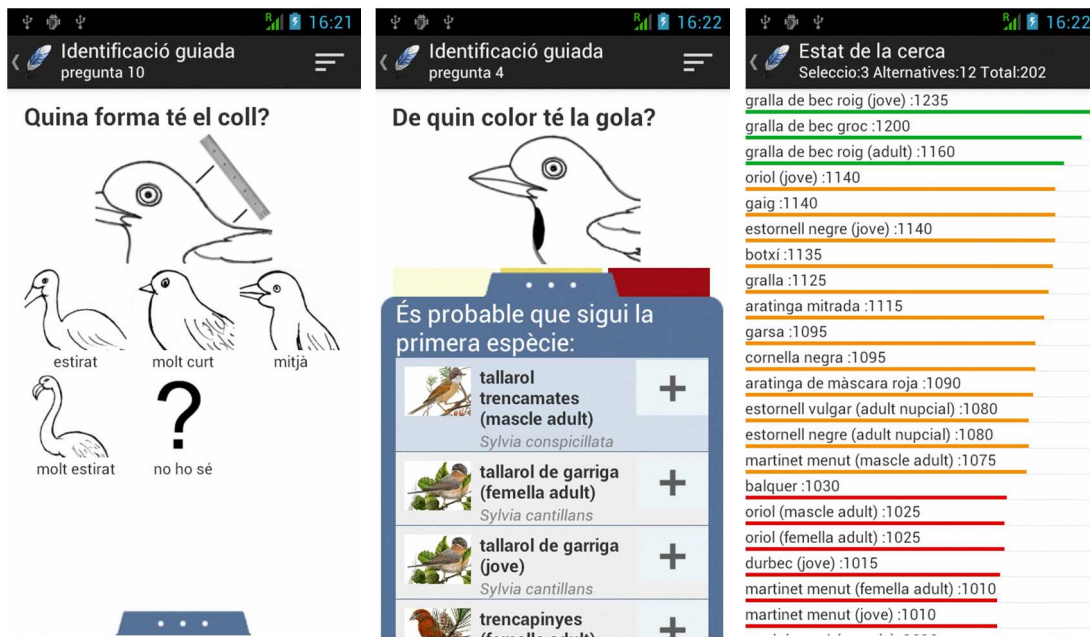 R 16:21
Identificació guiada
pregunta 10
Quina forma té el coll?
estirat molt curt mitjà
molt estirat no ho sé
R 16:22
Identificació guiada
pregunta 4
De quin color té la gola?
És probable que sigui la
primera espècie:
tallarol
trencamates
(mascle adult)
Sylvia conspicillata
tallarol de garriga
(femella adult)
Sylvia cantillans
tallarol de garriga
(jove)
Sylvia cantillans
trencapinyes
(femella adult)
R 16:22
Estat de la cerca
Seleccio:3 Alternatives:12 Total:202
gralla de bec roig (jove) :1235
gralla de bec groc :1200
gralla de bec roig (adult) :1160
oriol (jove) :1140
gaig :1140
estornell negre (jove) :1140
botxí :1135
gralla :1125
aratinga mitrada :1115
garsa :1095
cornella negra :1095
aratinga de màscara roja :1090
estornell vulgar (adult nupcial) :1080
estornell negre (adult nupcial) :1080
martinet menut (mascle adult) :1075
balquer :1030
oriol (mascle adult) :1025
oriol (femella adult) :1025
durbec (jove) :1015
martinet menut (femella adult) :1010
martinet menut (jove) :1010